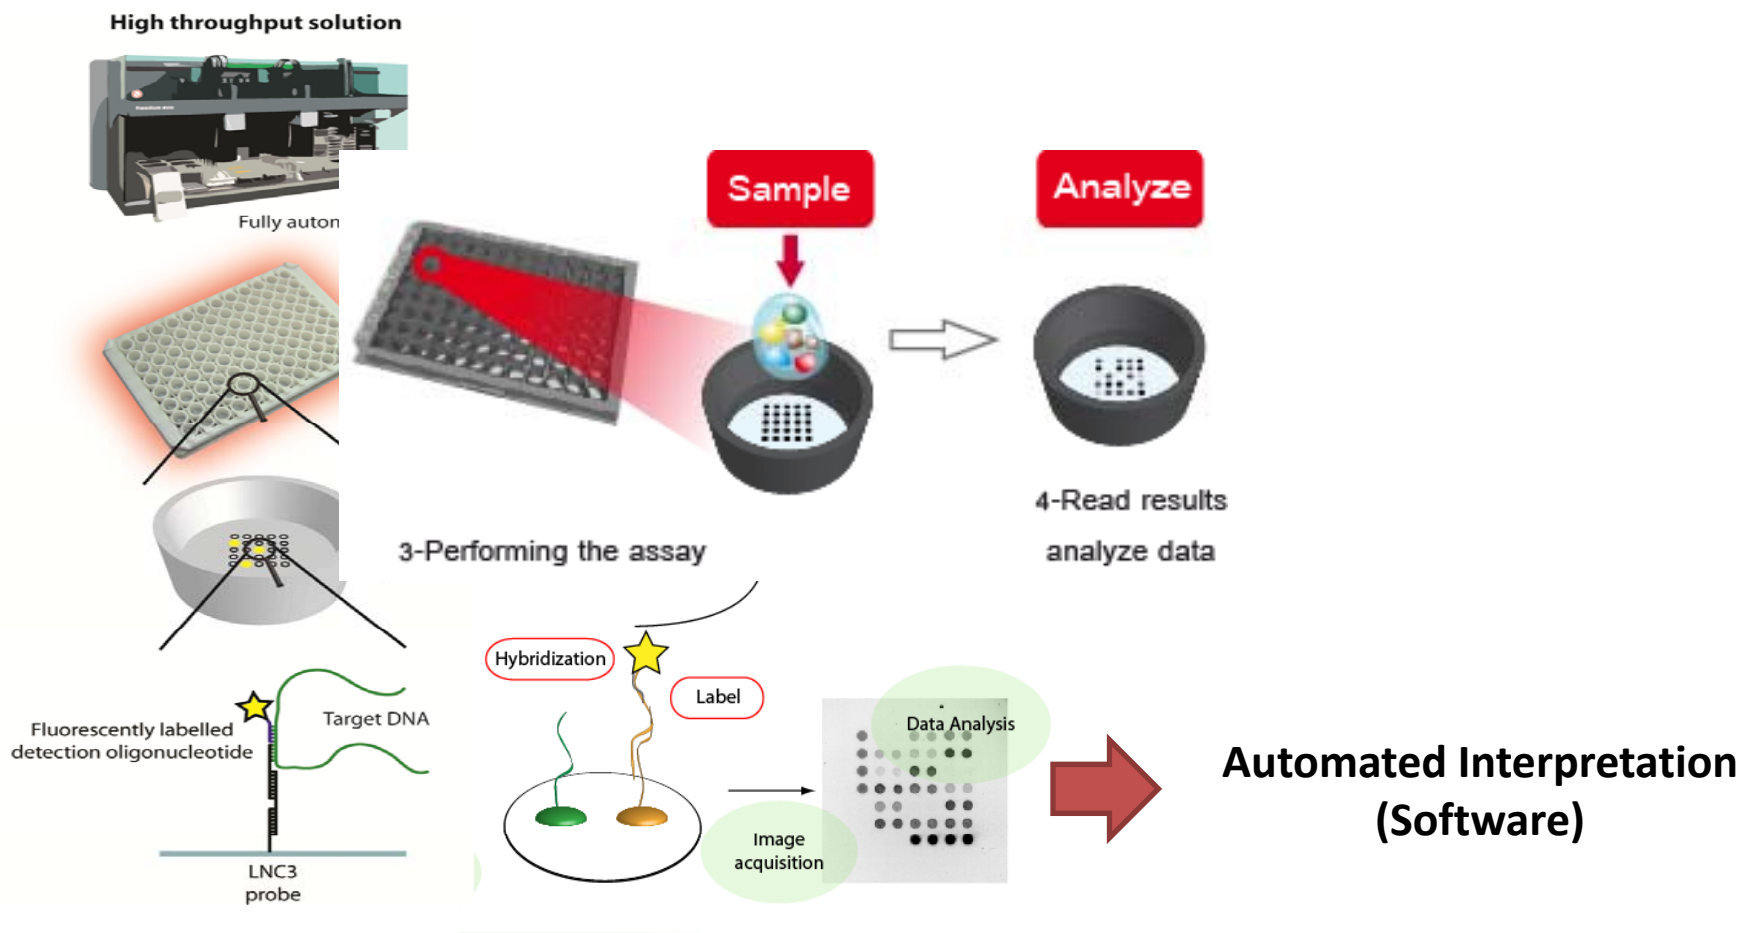 High throughput solution
Fully auton
Sample
Analyze
3-Performing the assay
4-Read results
analyze data
Hybridization
Label
Fluorescently labelled
detection oligonucleotide
Target DNA
LNC3
probe
Data Analysis
Image
acquisition
Automated Interpretation
(Software)